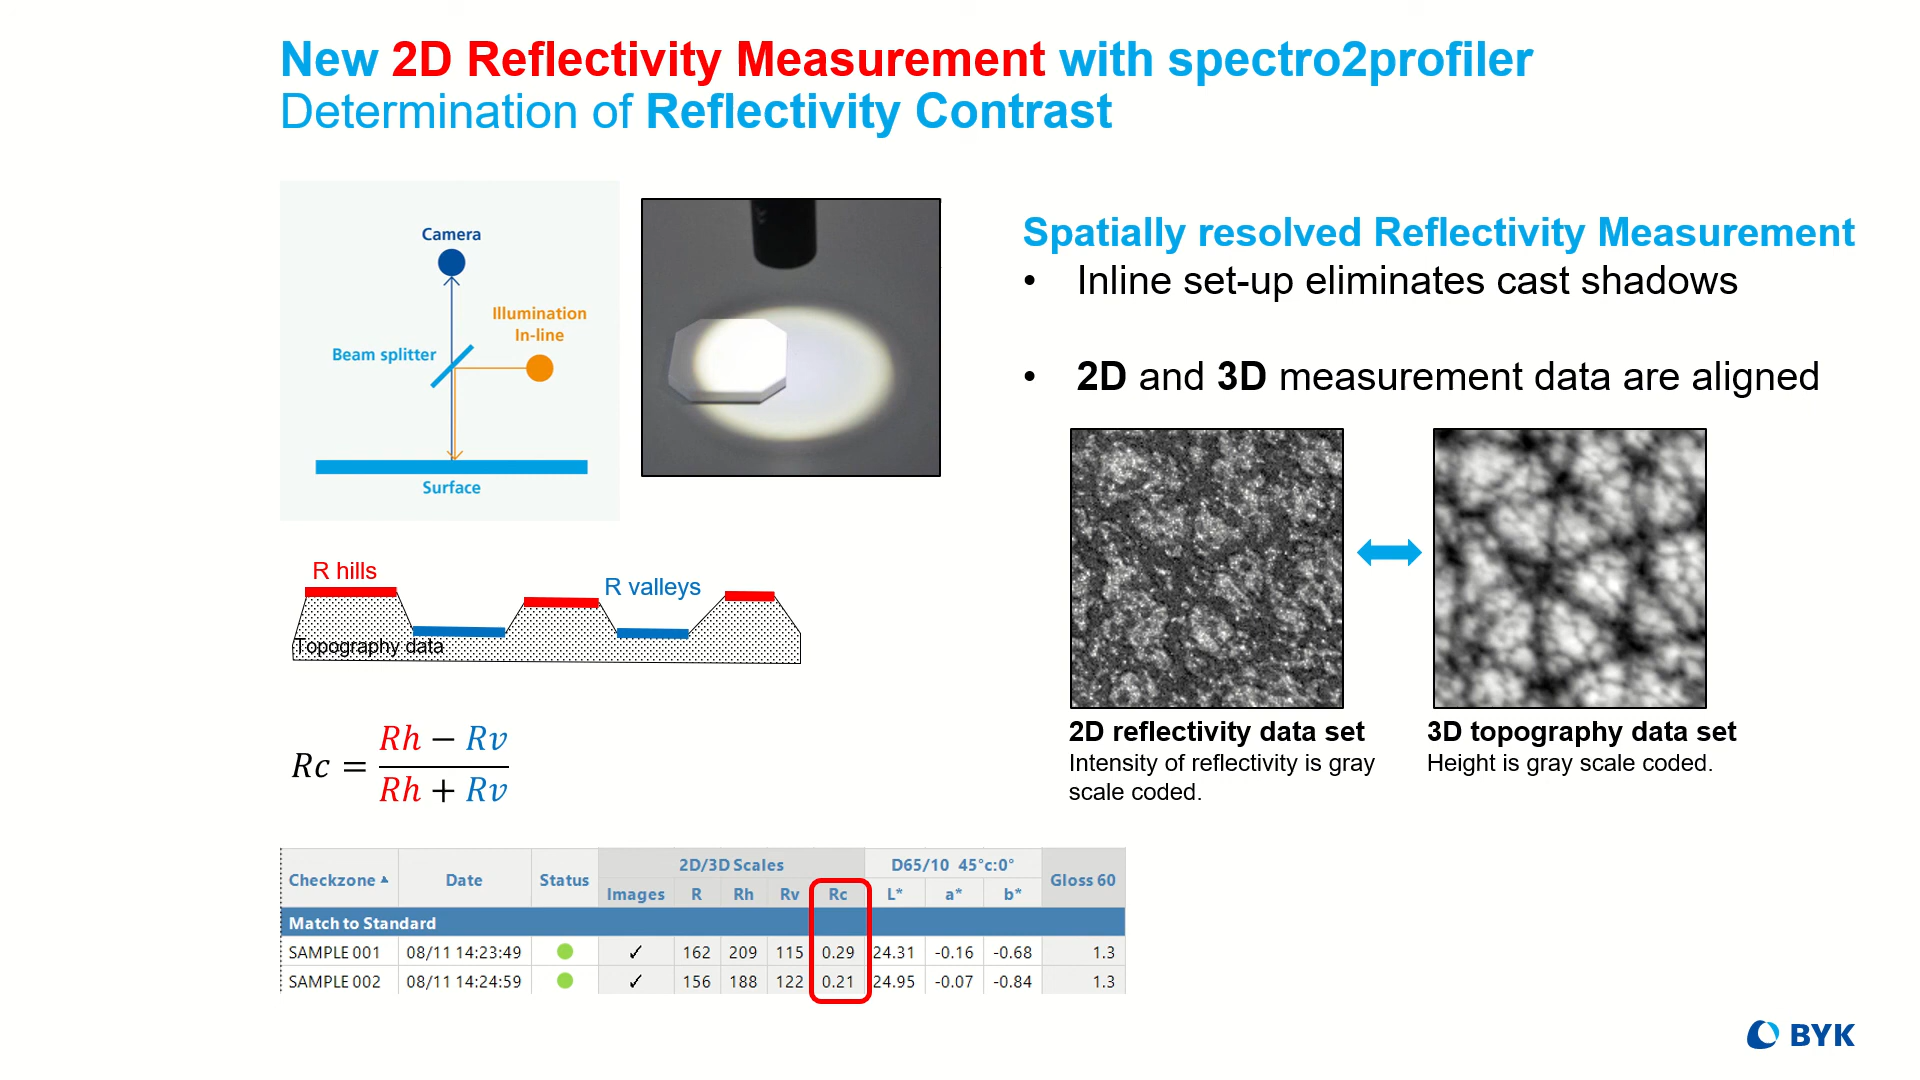 New 2D Reflectivity Measurement with spectro2profiler
Determination of Reflectivity Contrast
Camera
Illumination
In-line
Beam splitter
Surface
Spatially resolved Reflectivity Measurement
• Inline set-up eliminates cast shadows
• 2D and 3D measurement data are aligned
R hills
R valleys
Topography data
2D reflectivity data set
Intensity of reflectivity is gray
scale coded.
3D topography data set
Height is gray scale coded.
Rc = (Rh − Rv) / (Rh + Rv)
2D/3D Scales D65/10 45°c:0°
Checkzone ▲ Date Status Images R Rh Rv Rc L* a* b* Gloss 60
Match to Standard
SAMPLE 001 08/11 14:23:49 ✓ 162 209 115 0.29 24.31 -0.16 -0.68 1.3
SAMPLE 002 08/11 14:24:59 ✓ 156 188 122 0.21 24.95 -0.07 -0.84 1.3
BYK